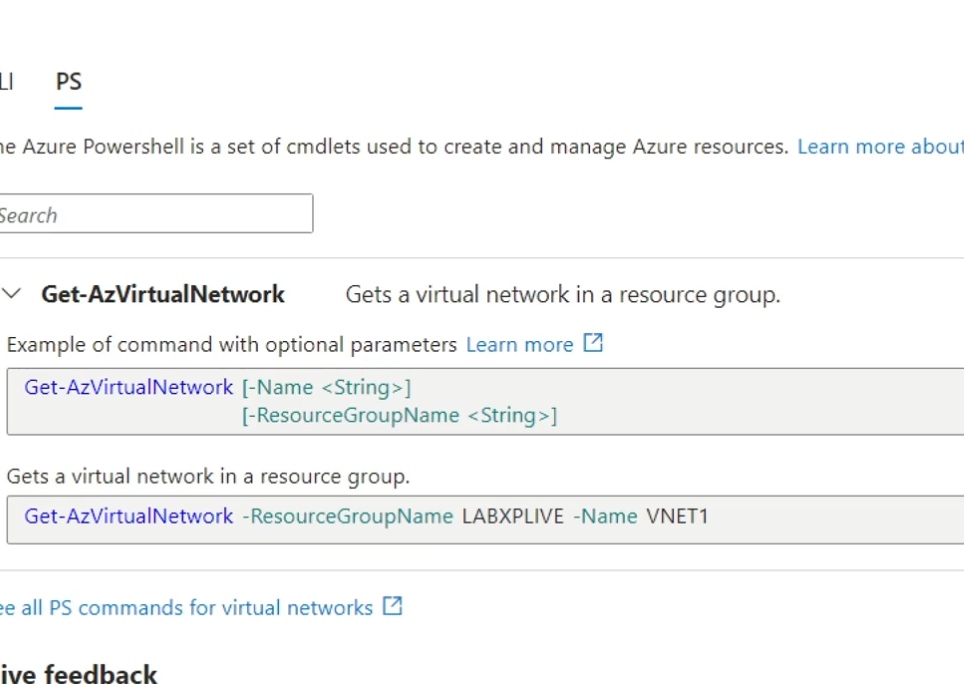 LI PS
he Azure Powershell is a set of cmdlets used to create and manage Azure resources. Learn more about
Search
Get-AzVirtualNetwork Gets a virtual network in a resource group.
Example of command with optional parameters Learn more
Get-AzVirtualNetwork [-Name <String>]
[-ResourceGroupName <String>]
Gets a virtual network in a resource group.
Get-AzVirtualNetwork -ResourceGroupName LABXPLIVE -Name VNET1
ee all PS commands for virtual networks
ive feedback